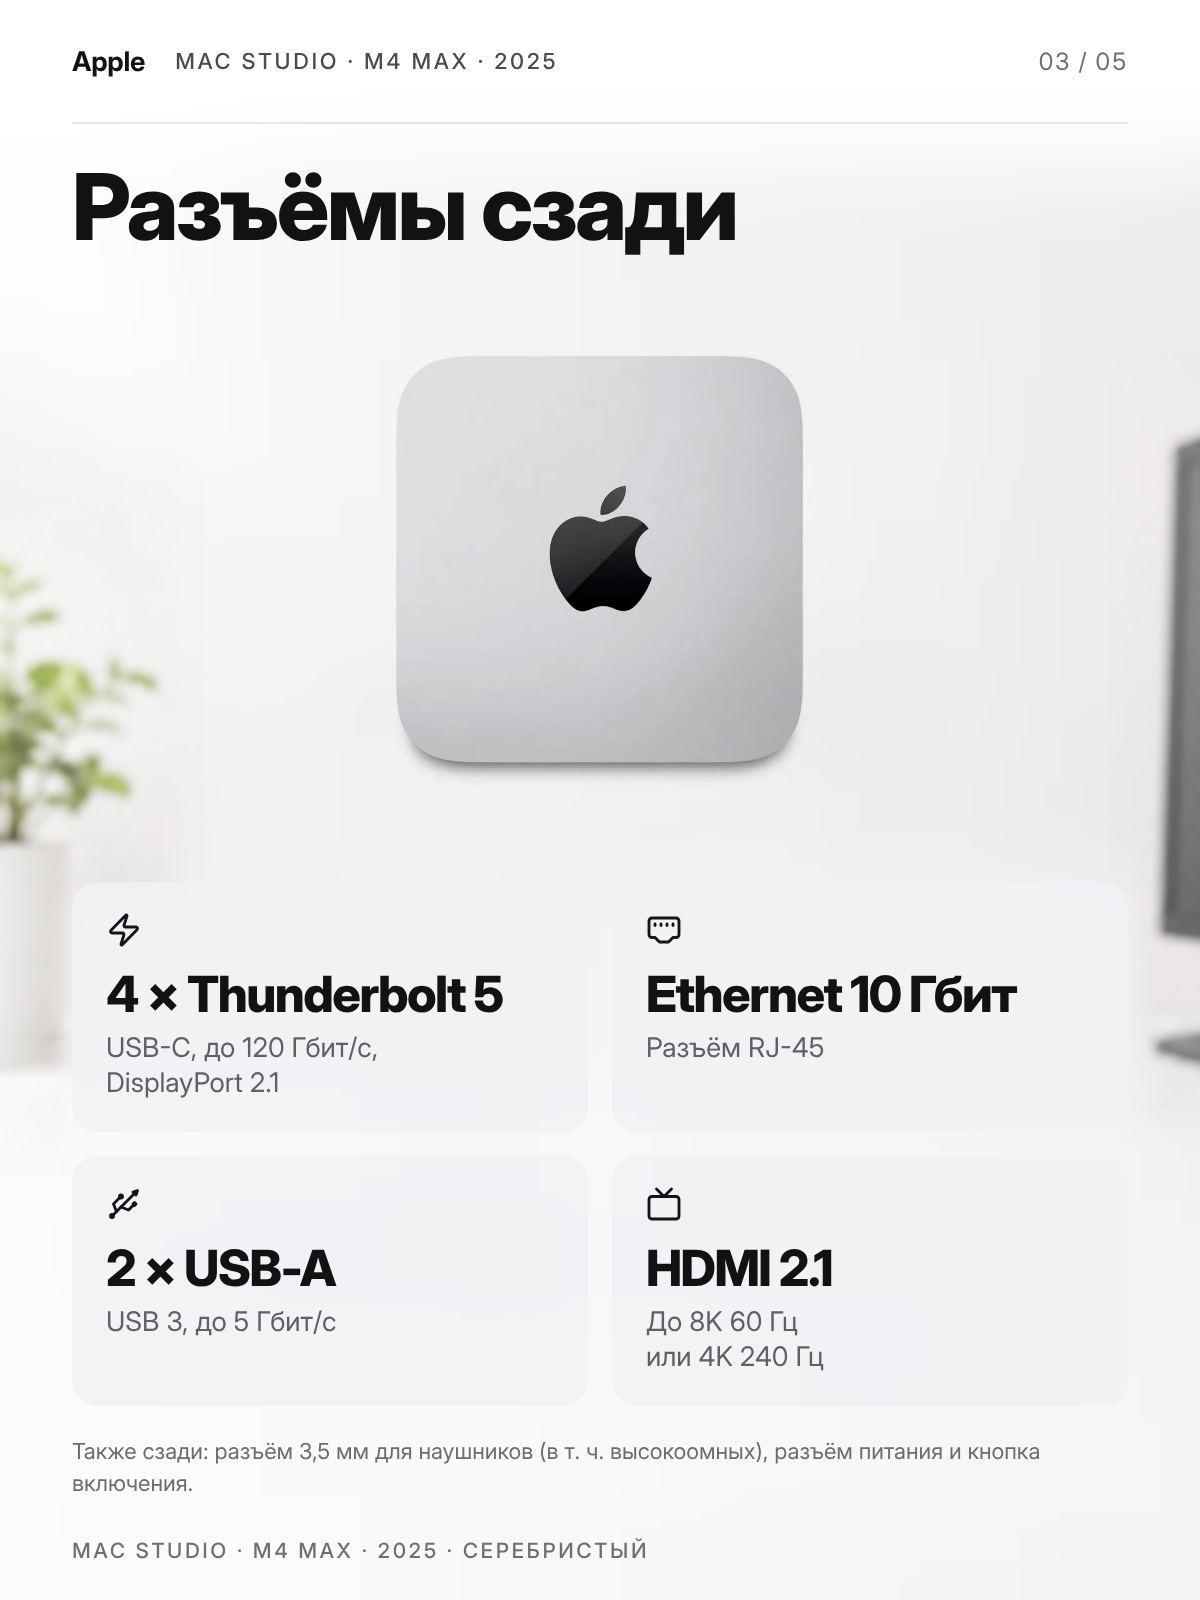 Apple MAC STUDIO · M4 MAX · 2025 03 / 05
Разъёмы сзади
4 × Thunderbolt 5
USB-C, до 120 Гбит/с,
DisplayPort 2.1
Ethernet 10 Гбит
Разъём RJ-45
2 × USB-A
USB 3, до 5 Гбит/с
HDMI 2.1
До 8K 60 Гц
или 4K 240 Гц
Также сзади: разъём 3,5 мм для наушников (в т. ч. высокоомных), разъём питания и кнопка
включения.
MAC STUDIO · M4 MAX · 2025 · СЕРЕБРИСТЫЙ